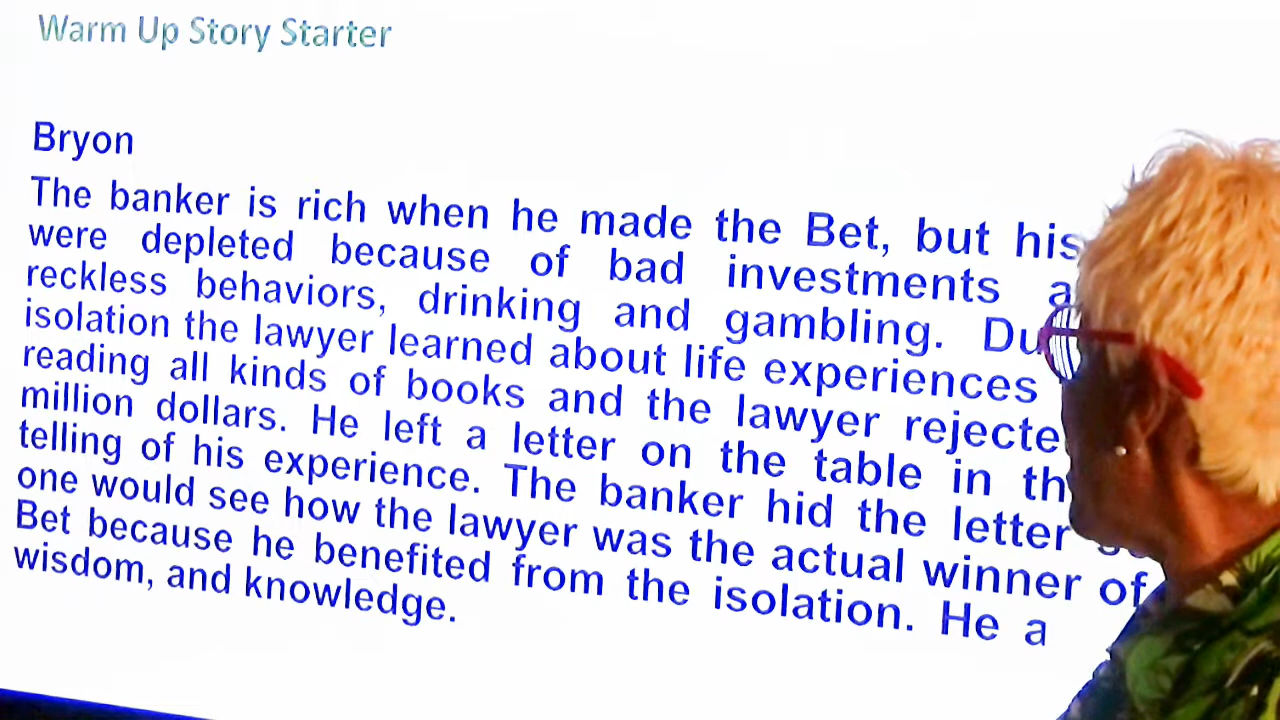 Warm Up Story Starter
Bryon
The banker is rich when he made the Bet, but his
were depleted because of bad investments
reckless behaviors, drinking and gambling.
isolation the lawyer learned about life experiences
reading all kinds of books and the lawyer
million dollars. He left a letter on the table in
telling of his experience. The banker hid the letter
one would see how the lawyer was the actual winner of
Bet because he benefited from the isolation. He
wisdom, and knowledge.